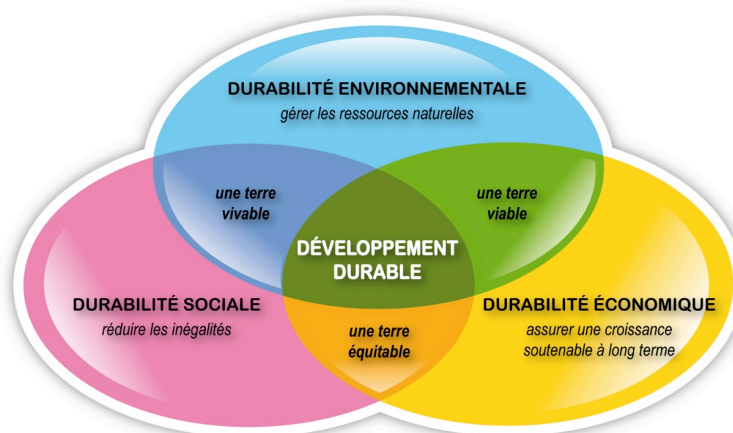 DURABILITÉ ENVIRONNEMENTALE
gérer les ressources naturelles
une terre
vivable
une terre
viable
DÉVELOPPEMENT
DURABLE
DURABILITÉ SOCIALE
réduire les inégalités
DURABILITÉ ÉCONOMIQUE
assurer une croissance
soutenable à long terme
une terre
équitable